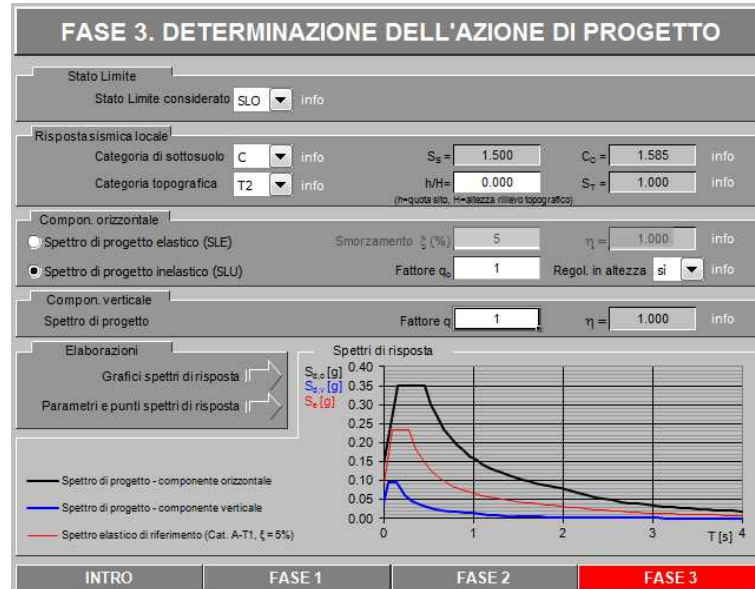 FASE 3. DETERMINAZIONE DELL'AZIONE DI PROGETTO
Stato Limite
Stato Limite considerato SLO info
Risposta sismica locale
Categoria di sottosuolo C info S_S = 1.500 C_C = 1.585 info
Categoria topografica T2 info h/H= 0.000 S_T = 1.000 info
(h=quota sito, H=altezza rilievo topografico)
Compon. orizzontale
Spettro di progetto elastico (SLE) Smorzamento ξ (%) 5 η = 1.000 info
Spettro di progetto inelastico (SLU) Fattore q_o 1 Regol. in altezza sì info
Compon. verticale
Spettro di progetto Fattore q 1 η = 1.000 info
Elaborazioni
Grafici spettri di risposta
Parametri e punti spettri di risposta
Spettri di risposta
S_d,o [g]
S_d,v [g]
S_e [g]
0.40
0.35
0.30
0.25
0.20
0.15
0.10
0.05
0.00
0 1 2 3 4
T [s]
Spettro di progetto - componente orizzontale
Spettro di progetto - componente verticale
Spettro elastico di riferimento (Cat. A-T1, ξ = 5%)
INTRO FASE 1 FASE 2 FASE 3